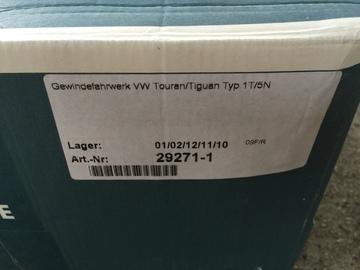 Gewindefahrwerk VW Touran/Tiguan Typ 1T/5N
Lager: 01/02/12/11/10 09F/R
Art.-Nr: 29271-1
E